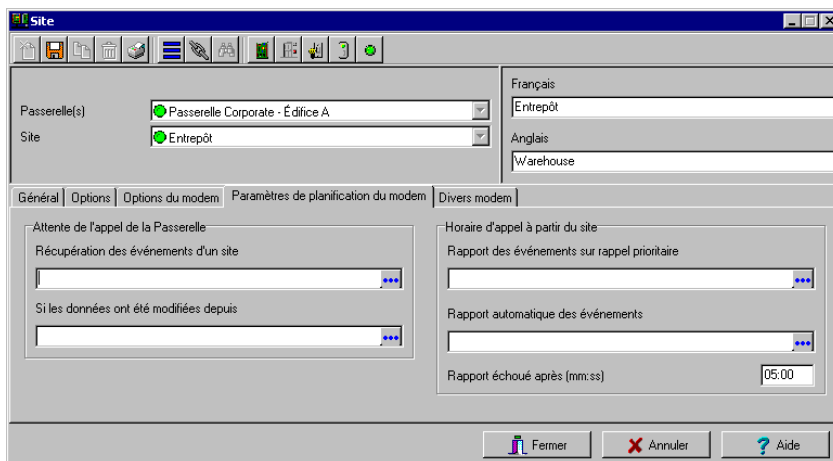 Site
Français
Passerelle(s) Passerelle Corporate - Édifice A Entrepôt
Site Entrepôt Anglais
Warehouse
Général Options Options du modem Paramètres de planification du modem Divers modem
Attente de l'appel de la Passerelle
Récupération des événements d'un site
Si les données ont été modifiées depuis
Horaire d'appel à partir du site
Rapport des événements sur rappel prioritaire
Rapport automatique des événements
Rapport échoué après (mm:ss) 05:00
Fermer Annuler Aide